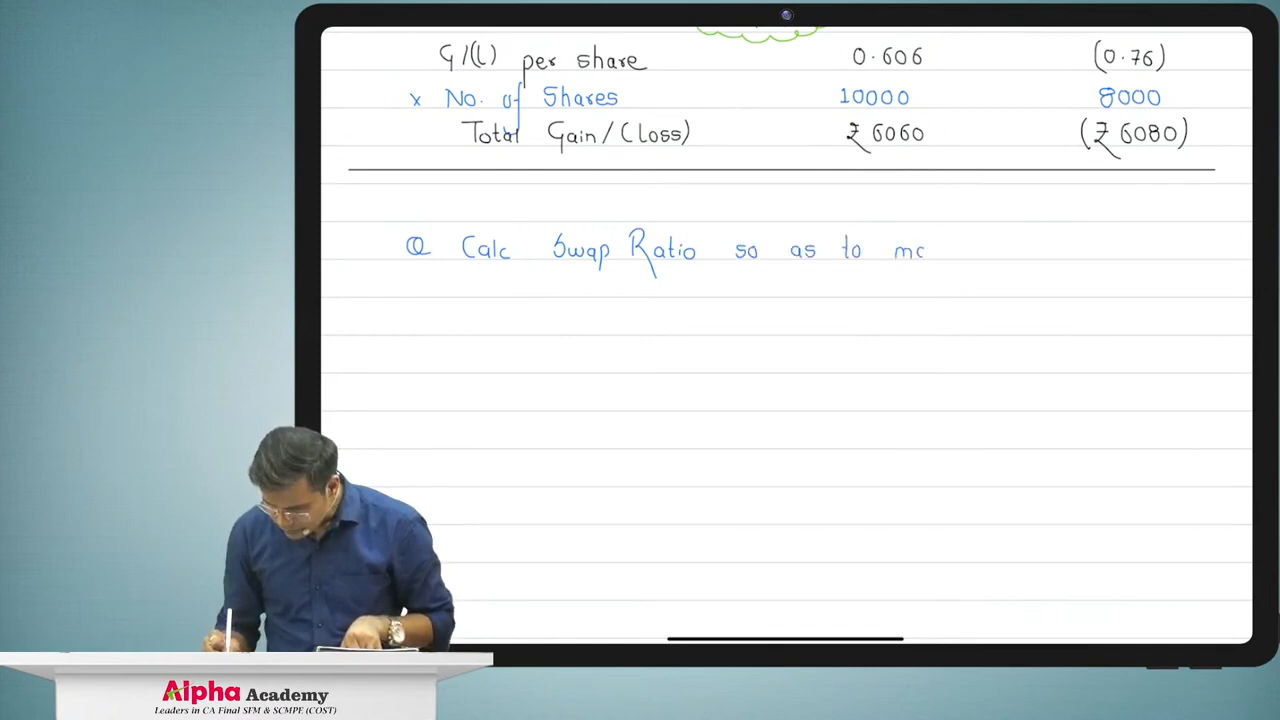 G/(L) per share 0.606 (0.76)
x No. of Shares 10000 8000
Total Gain/(loss) ₹6060 (₹6080)
Q Calc Swap Ratio so as to mc
Alpha Academy
Leaders in CA Final SFM & SCMPE (COST)